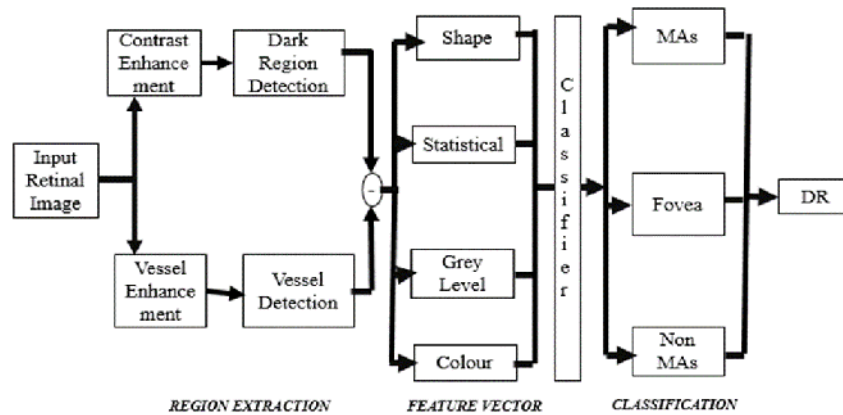 Contrast
Enhance
ment
Dark
Region
Detection
Input
Retinal
Image
Vessel
Enhance
ment
Vessel
Detection
-
Shape
Statistical
Grey
Level
Colour
C
l
a
s
s
i
f
i
e
r
MAs
Fovea
Non
MAs
DR
REGION EXTRACTION
FEATURE VECTOR
CLASSIFICATION